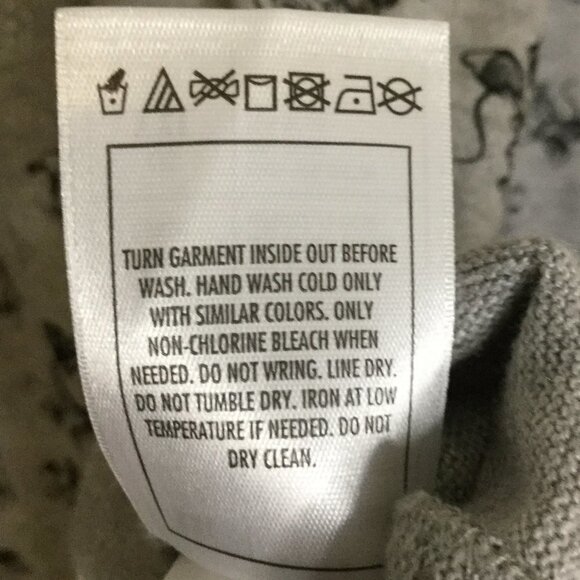 TURN GARMENT INSIDE OUT BEFORE
WASH. HAND WASH COLD ONLY
WITH SIMILAR COLORS. ONLY
NON-CHLORINE BLEACH WHEN
NEEDED. DO NOT WRING. LINE DRY.
DO NOT TUMBLE DRY. IRON AT LOW
TEMPERATURE IF NEEDED. DO NOT
DRY CLEAN.